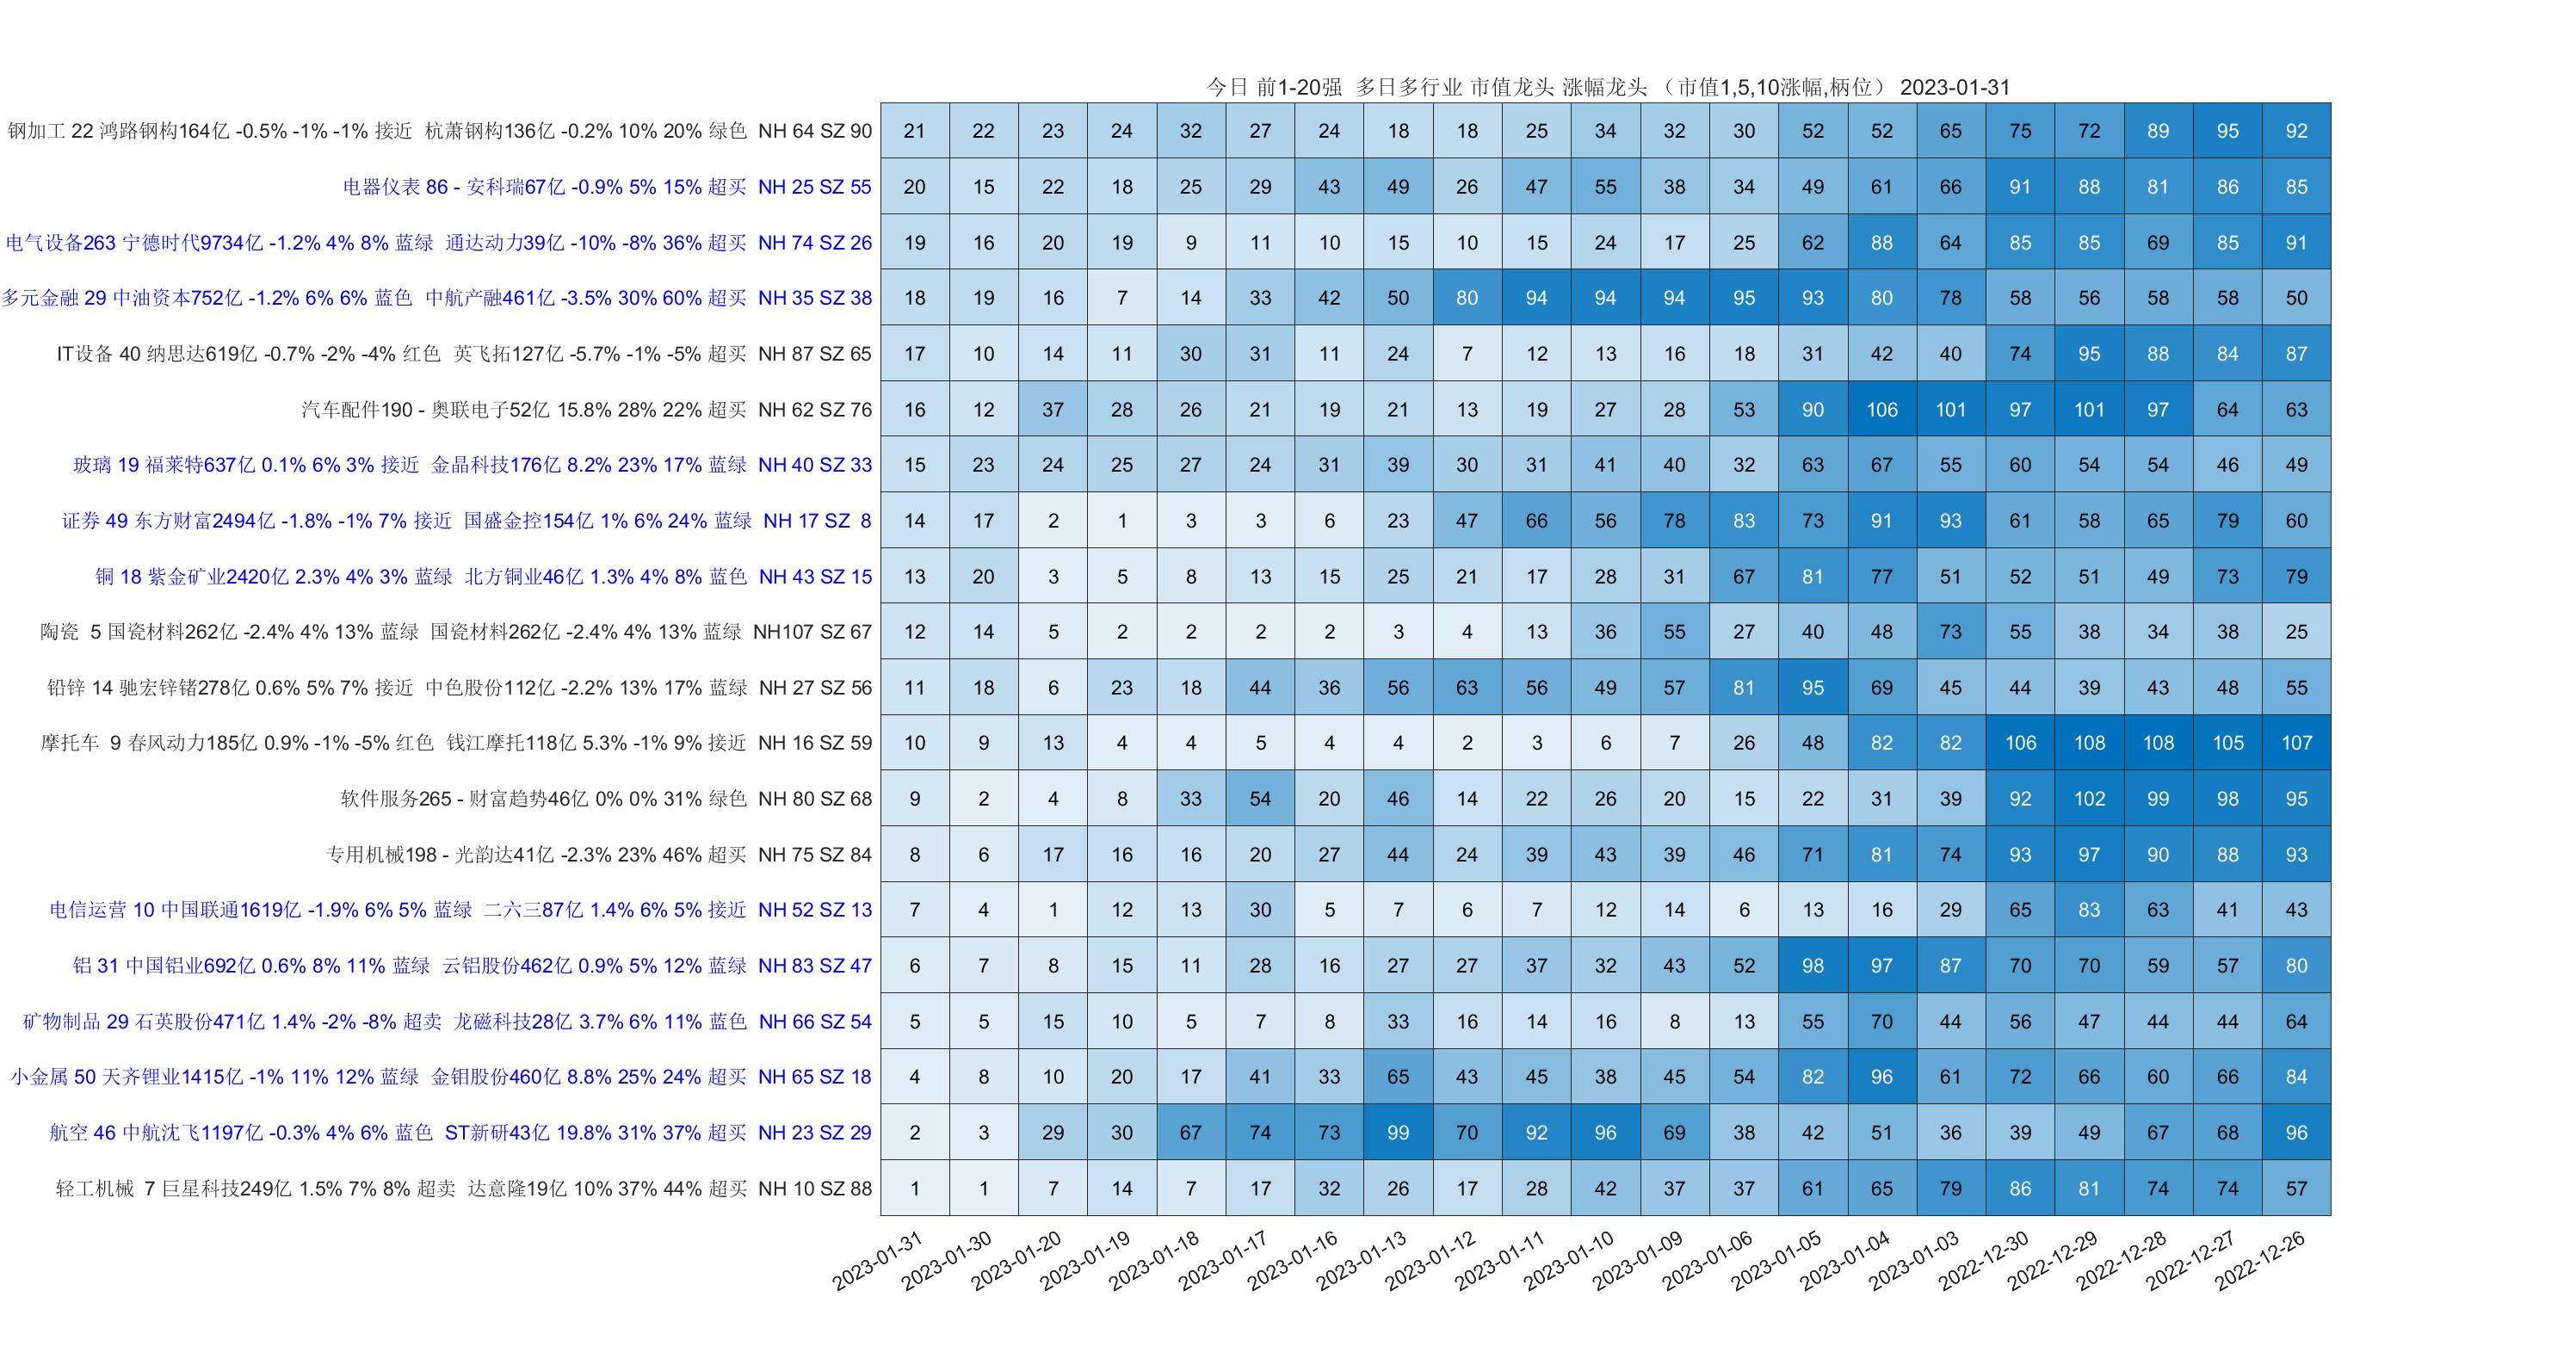 今日 前1-20强 多日多行业 市值龙头 涨幅龙头 （市值1,5,10涨幅,柄位） 2023-01-31
钢加工 22 鸿路钢构164亿 -0.5% -1% -1% 接近 杭萧钢构136亿 -0.2% 10% 20% 绿色 NH 64 SZ 90 21 22 23 24 32 27 24 18 18 25 34 32 30 52 52 65 75 72 89 95 92
电器仪表 86 - 安科瑞67亿 -0.9% 5% 15% 超买 NH 25 SZ 55 20 15 22 18 25 29 43 49 26 47 55 38 34 49 61 66 91 88 81 86 85
电气设备263 宁德时代9734亿 -1.2% 4% 8% 蓝绿 通达动力39亿 -10% -8% 36% 超买 NH 74 SZ 26 19 16 20 19 9 11 10 15 10 15 24 17 25 62 88 64 85 85 69 85 91
多元金融 29 中油资本752亿 -1.2% 6% 6% 蓝色 中航产融461亿 -3.5% 30% 60% 超买 NH 35 SZ 38 18 19 16 7 14 33 42 50 80 94 94 94 95 93 80 78 58 56 58 58 50
IT设备 40 纳思达619亿 -0.7% -2% -4% 红色 英飞拓127亿 -5.7% -1% -5% 超买 NH 87 SZ 65 17 10 14 11 30 31 11 24 7 12 13 16 18 31 42 40 74 95 88 84 87
汽车配件190 - 奥联电子52亿 15.8% 28% 22% 超买 NH 62 SZ 76 16 12 37 28 26 21 19 21 13 19 27 28 53 90 106 101 97 101 97 64 63
玻璃 19 福莱特637亿 0.1% 6% 3% 接近 金晶科技176亿 8.2% 23% 17% 蓝绿 NH 40 SZ 33 15 23 24 25 27 24 31 39 30 31 41 40 32 63 67 55 60 54 54 46 49
证券 49 东方财富2494亿 -1.8% -1% 7% 接近 国盛金控154亿 1% 6% 24% 蓝绿 NH 17 SZ 8 14 17 2 1 3 3 6 23 47 66 56 78 83 73 91 93 61 58 65 79 60
铜 18 紫金矿业2420亿 2.3% 4% 3% 蓝绿 北方铜业46亿 1.3% 4% 8% 蓝色 NH 43 SZ 15 13 20 3 5 8 13 15 25 21 17 28 31 67 81 77 51 52 51 49 73 79
陶瓷 5 国瓷材料262亿 -2.4% 4% 13% 蓝绿 国瓷材料262亿 -2.4% 4% 13% 蓝绿 NH107 SZ 67 12 14 5 2 2 2 2 3 4 13 36 55 27 40 48 73 55 38 34 38 25
铅锌 14 驰宏锌锗278亿 0.6% 5% 7% 接近 中色股份112亿 -2.2% 13% 17% 蓝绿 NH 27 SZ 56 11 18 6 23 18 44 36 56 63 56 49 57 81 95 69 45 44 39 43 48 55
摩托车 9 春风动力185亿 0.9% -1% -5% 红色 钱江摩托118亿 5.3% -1% 9% 接近 NH 16 SZ 59 10 9 13 4 4 5 4 4 2 3 6 7 26 48 82 82 106 108 108 105 107
软件服务265 - 财富趋势46亿 0% 0% 31% 绿色 NH 80 SZ 68 9 2 4 8 33 54 20 46 14 22 26 20 15 22 31 39 92 102 99 98 95
专用机械198 - 光韵达41亿 -2.3% 23% 46% 超买 NH 75 SZ 84 8 6 17 16 16 20 27 44 24 39 43 39 46 71 81 74 93 97 90 88 93
电信运营 10 中国联通1619亿 -1.9% 6% 5% 蓝绿 二六三87亿 1.4% 6% 5% 接近 NH 52 SZ 13 7 4 1 12 13 30 5 7 6 7 12 14 6 13 16 29 65 83 63 41 43
铝 31 中国铝业692亿 0.6% 8% 11% 蓝绿 云铝股份462亿 0.9% 5% 12% 蓝绿 NH 83 SZ 47 6 7 8 15 11 28 16 27 27 37 32 43 52 98 97 87 70 70 59 57 80
矿物制品 29 石英股份471亿 1.4% -2% -8% 超卖 龙磁科技28亿 3.7% 6% 11% 蓝色 NH 66 SZ 54 5 5 15 10 5 7 8 33 16 14 16 8 13 55 70 44 56 47 44 44 64
小金属 50 天齐锂业1415亿 -1% 11% 12% 蓝绿 金钼股份460亿 8.8% 25% 24% 超买 NH 65 SZ 18 4 8 10 20 17 41 33 65 43 45 38 45 54 82 96 61 72 66 60 66 84
航空 46 中航沈飞1197亿 -0.3% 4% 6% 蓝色 ST新研43亿 19.8% 31% 37% 超买 NH 23 SZ 29 2 3 29 30 67 74 73 99 70 92 96 69 38 42 51 36 39 49 67 68 96
轻工机械 7 巨星科技249亿 1.5% 7% 8% 超卖 达意隆19亿 10% 37% 44% 超买 NH 10 SZ 88 1 1 7 14 7 17 32 26 17 28 42 37 37 61 65 79 86 81 74 74 57
2023-01-31 2023-01-30 2023-01-20 2023-01-19 2023-01-18 2023-01-17 2023-01-16 2023-01-13 2023-01-12 2023-01-11 2023-01-10 2023-01-09 2023-01-06 2023-01-05 2023-01-04 2023-01-03 2022-12-30 2022-12-29 2022-12-28 2022-12-27 2022-12-26